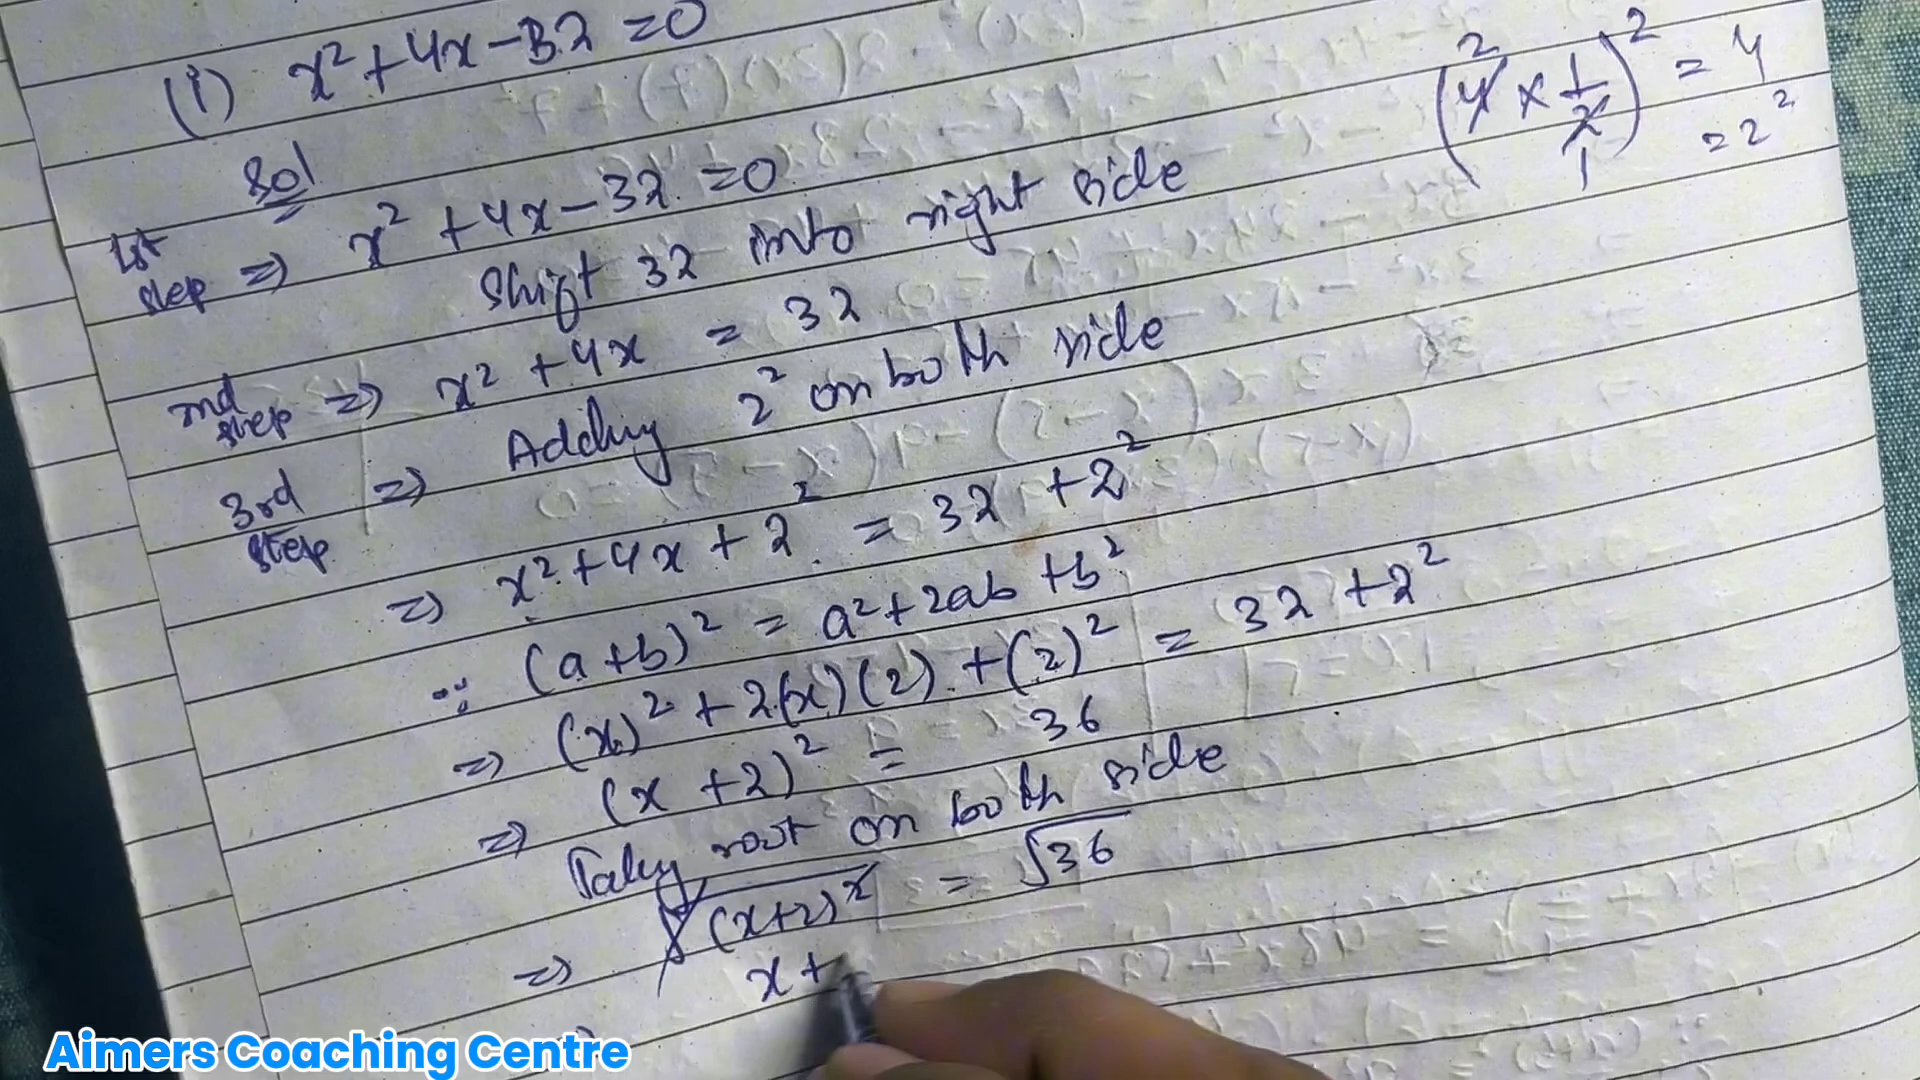 (i) x² + 4x - 32 = 0
(4 × 1/2)² = 4
2
1
= 2²
Sol
1st step ⇒ x² + 4x - 32 = 0
Shift 32 into right side
2nd step ⇒ x² + 4x = 32
3rd step ⇒ Adding 2² on both side
⇒ x² + 4x + 2² = 32 + 2²
∵ (a + b)² = a² + 2ab + b²
⇒ (x)² + 2(x)(2) + (2)² = 32 + 2²
⇒ (x + 2)² = 36
Taking root on both side
⇒ √(x+2)² = √36
x +
Aimers Coaching Centre